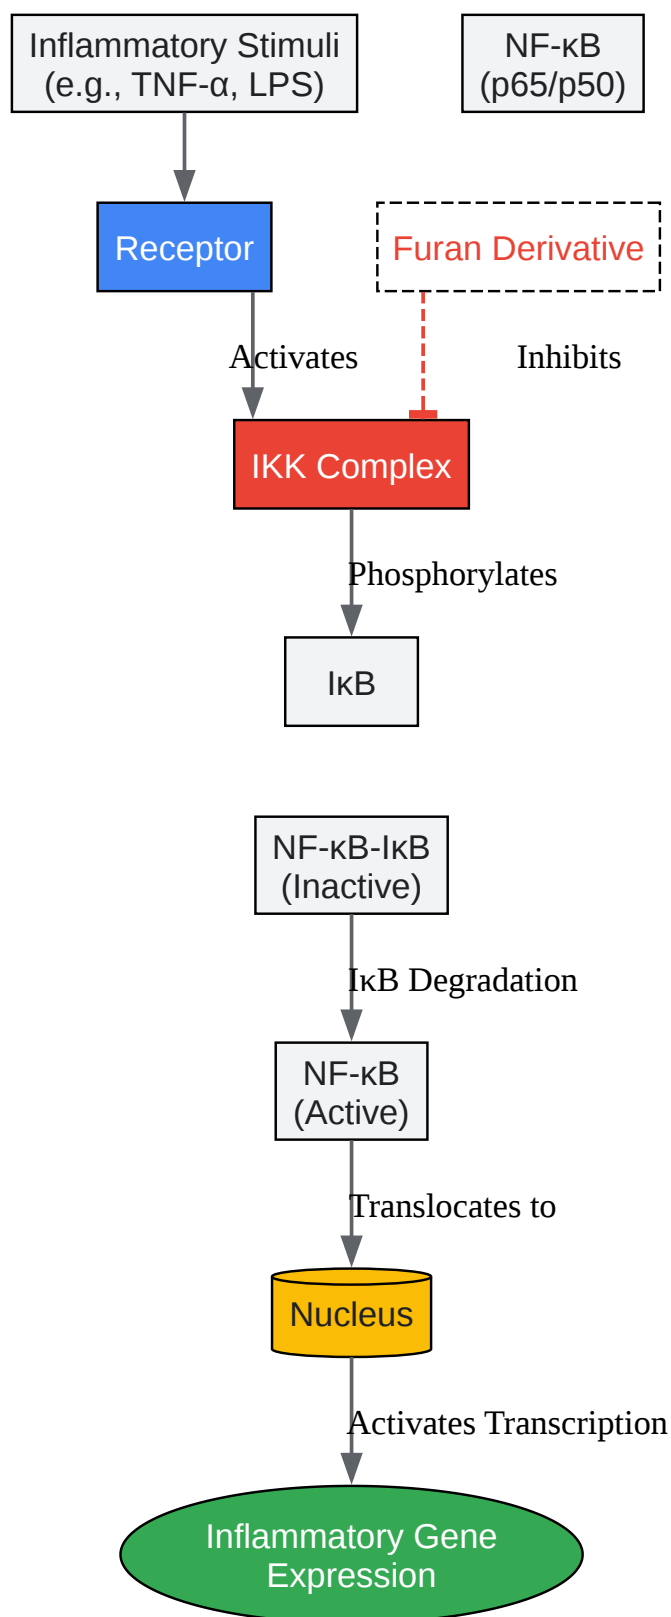 Inflammatory Stimuli
(e.g., TNF-α, LPS)
NF-κB
(p65/p50)
Receptor
Furan Derivative
Activates
Inhibits
IKK Complex
Phosphorylates
IκB
NF-κB-IκB
(Inactive)
IκB Degradation
NF-κB
(Active)
Translocates to
Nucleus
Activates Transcription
Inflammatory Gene
Expression